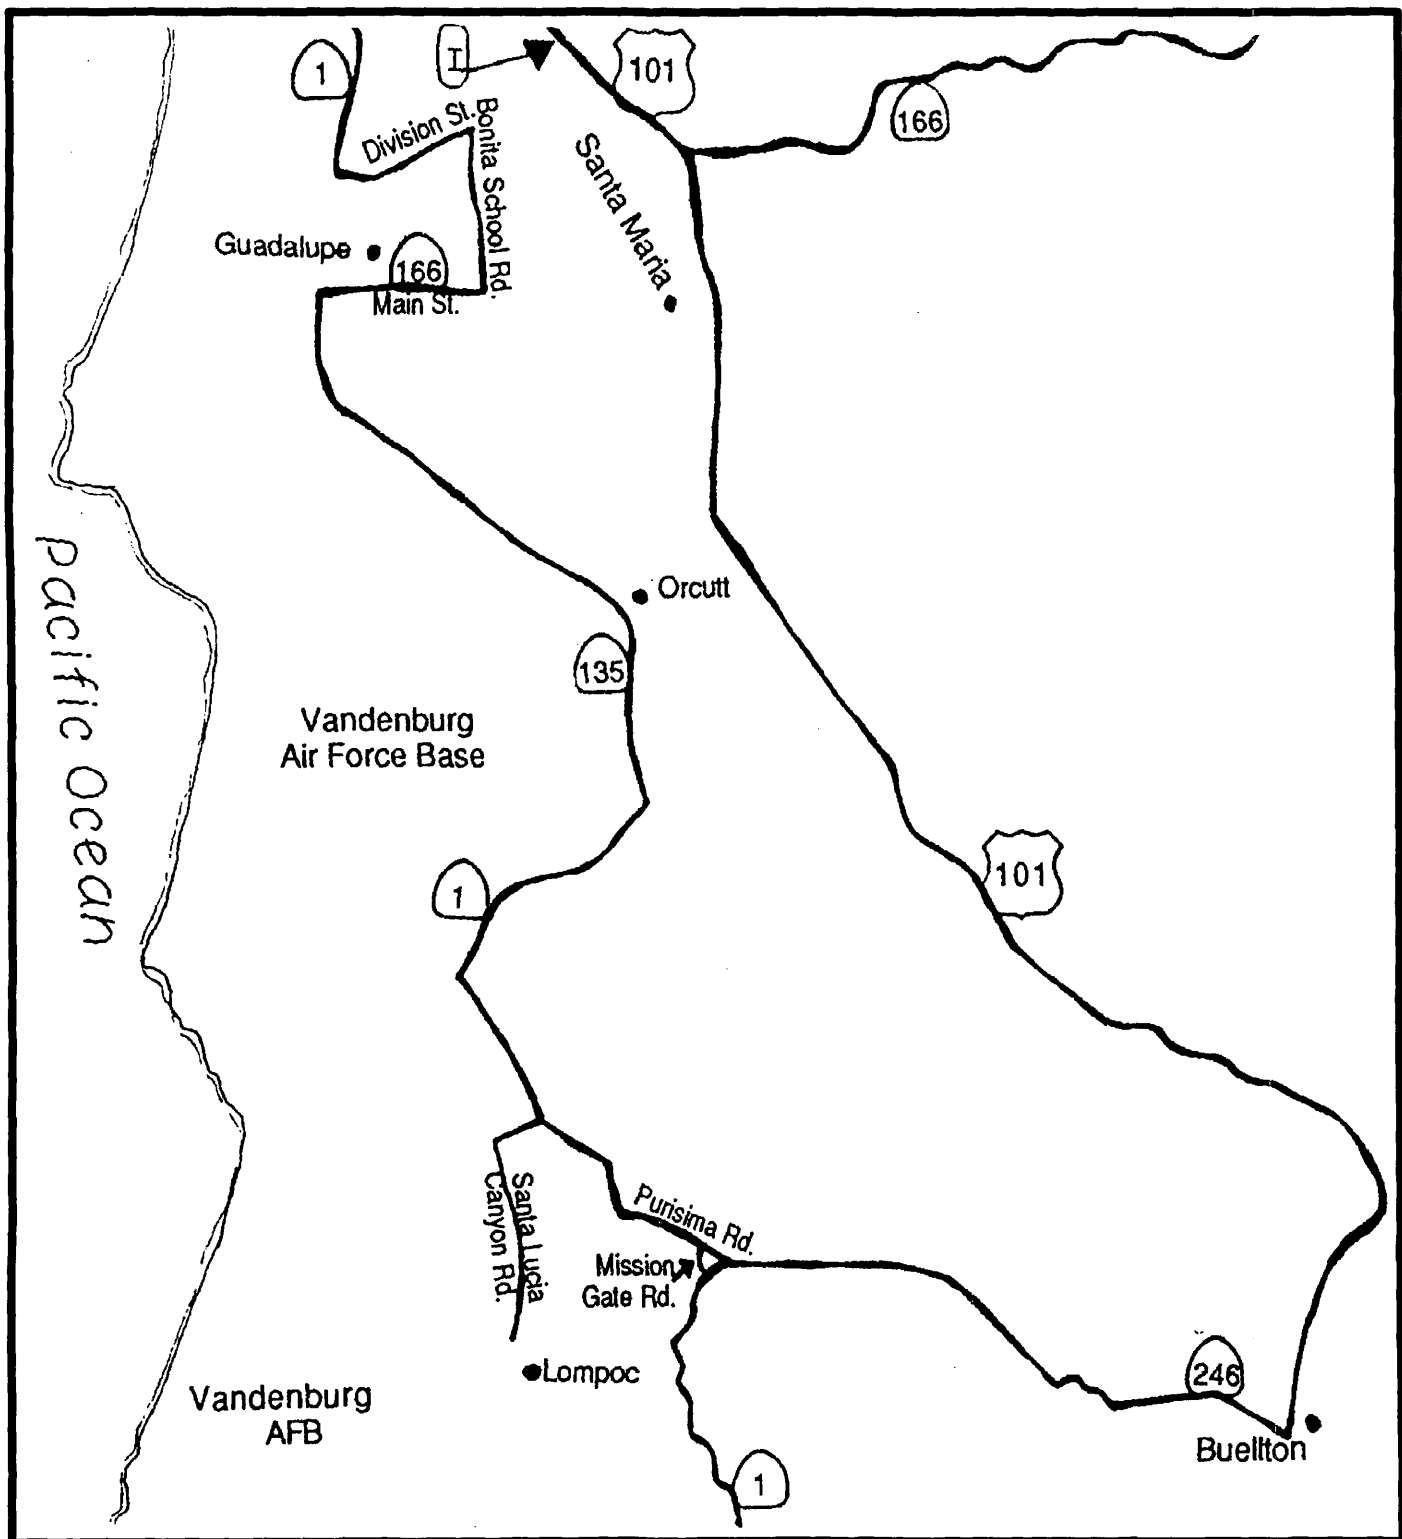 1
I
101
166
Division St.
Bonita School Rd.
Santa Maria
Guadalupe
166
Main St.
Orcutt
135
Pacific Ocean
Vandenburg
Air Force Base
1
101
Santa Lucia
Canyon Rd.
Purisima Rd.
Mission
Gate Rd.
Lompoc
246
Vandenburg
AFB
Buellton
1